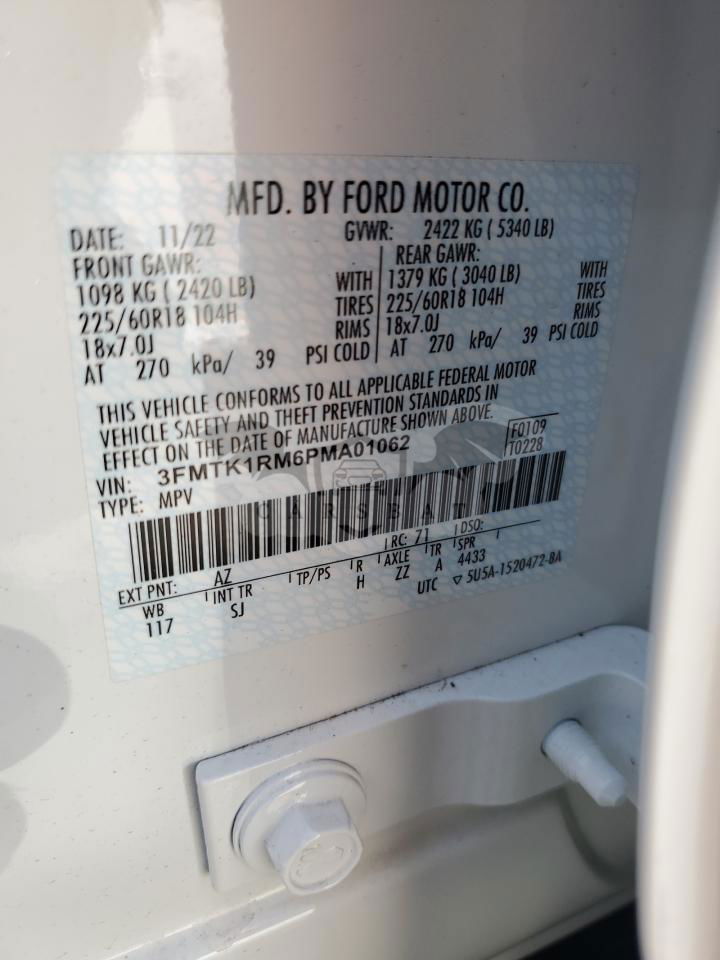 MFD. BY FORD MOTOR CO.
DATE: 11/22 GVWR: 2422 KG ( 5340 LB)
FRONT GAWR: REAR GAWR:
1098 KG ( 2420 LB) WITH 1379 KG ( 3040 LB) WITH
225/60R18 104H TIRES 225/60R18 104H TIRES
18x7.0J RIMS 18x7.0J RIMS
AT 270 kPa/ 39 PSI COLD AT 270 kPa/ 39 PSI COLD
THIS VEHICLE CONFORMS TO ALL APPLICABLE FEDERAL MOTOR
VEHICLE SAFETY AND THEFT PREVENTION STANDARDS IN
EFFECT ON THE DATE OF MANUFACTURE SHOWN ABOVE.
F0109
T0228
VIN: 3FMTK1RM6PMA01062
TYPE: MPV
EXT PNT: AZ RC: 71 DSO:
WB INT TR TP/PS R AXLE TR SPR
117 SJ H ZZ A 4433
UTC ▽ 5U5A-1520472-BA